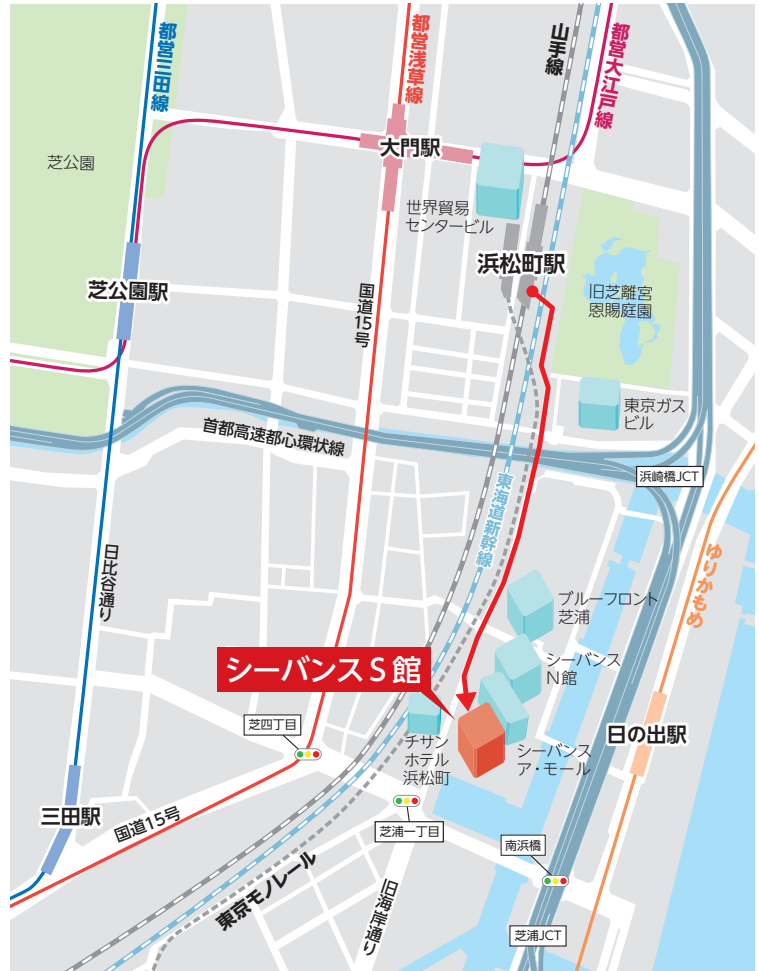 都営三田線
都営浅草線
山手線
都営大江戸線
芝公園
大門駅
世界貿易
センタービル
浜松町駅
芝公園駅
国道15号
旧芝離宮
恩賜庭園
東京ガス
ビル
首都高速都心環状線
浜崎橋JCT
東海道新幹線
日比谷通り
ゆりかもめ
ブルーフロント
芝浦
シーバンス
N館
シーバンスS館
芝四丁目
チサン
ホテル
浜松町
シーバンス
ア・モール
日の出駅
三田駅
国道15号
芝浦一丁目
南浜橋
東京モノレール
旧海岸通り
芝浦JCT